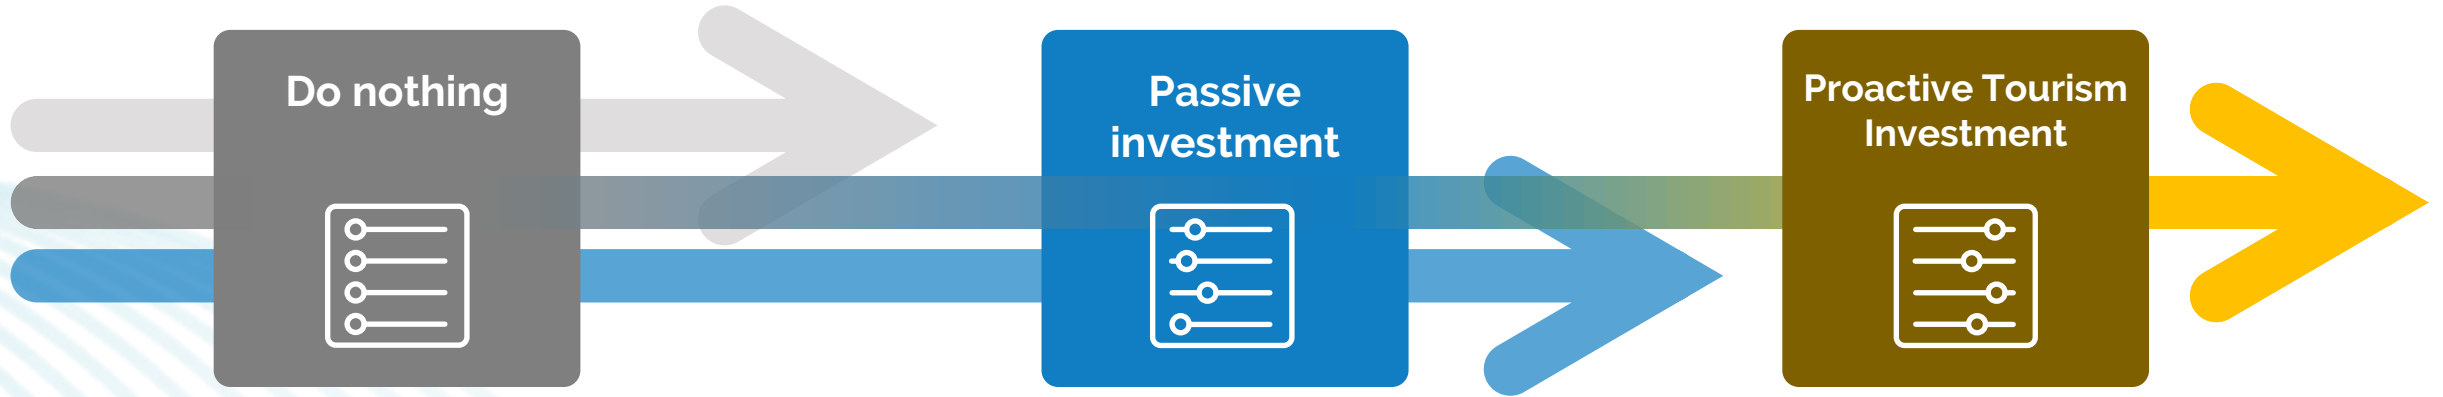 Do nothing
Passive
investment
Proactive Tourism
Investment